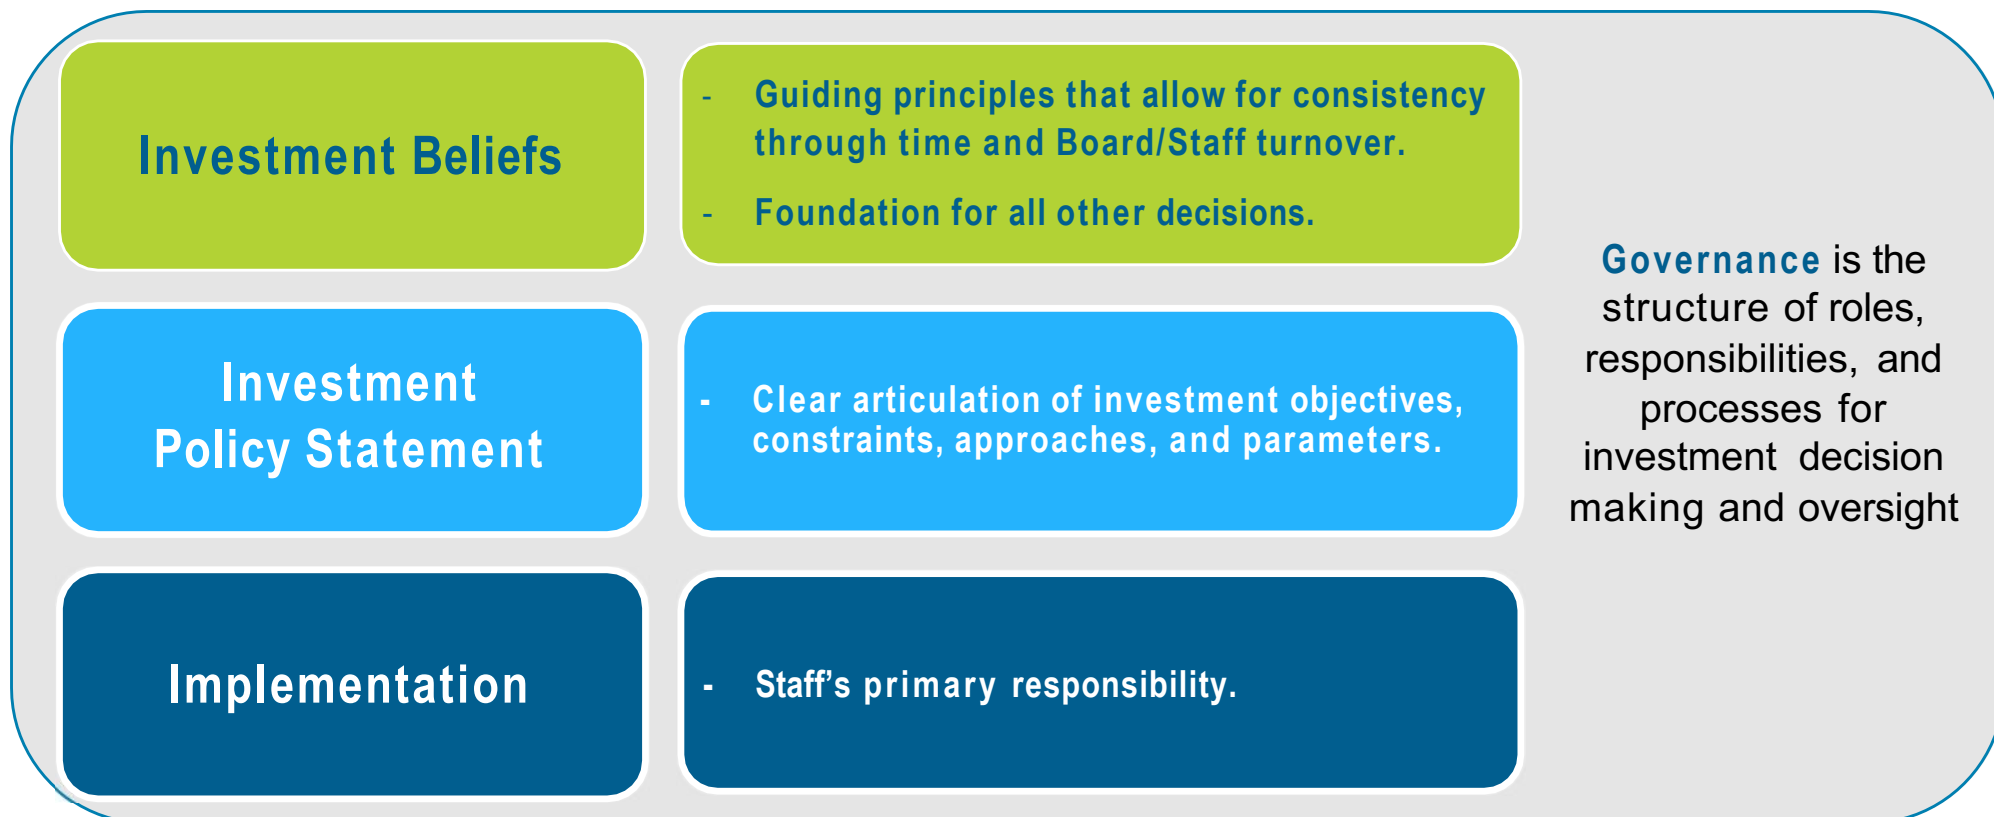 Investment Beliefs
- Guiding principles that allow for consistency
through time and Board/Staff turnover.
- Foundation for all other decisions.
Investment
Policy Statement
- Clear articulation of investment objectives,
constraints, approaches, and parameters.
Implementation
- Staff’s primary responsibility.
Governance is the
structure of roles,
responsibilities, and
processes for
investment decision
making and oversight